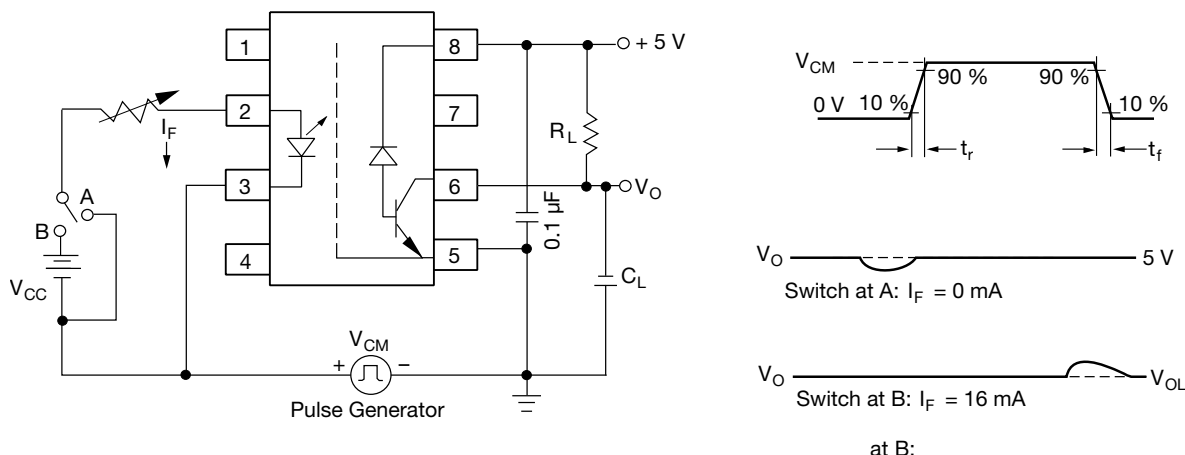 1
2
3
4
8
7
6
5
+ 5 V
R_L
V_O
0.1 µF
C_L
I_F
A
B
V_CC
V_CM
+
–
Pulse Generator
V_CM
90 %
90 %
0 V
10 %
10 %
t_r
t_f
V_O
5 V
Switch at A: I_F = 0 mA
V_O
V_OL
Switch at B: I_F = 16 mA
at B: